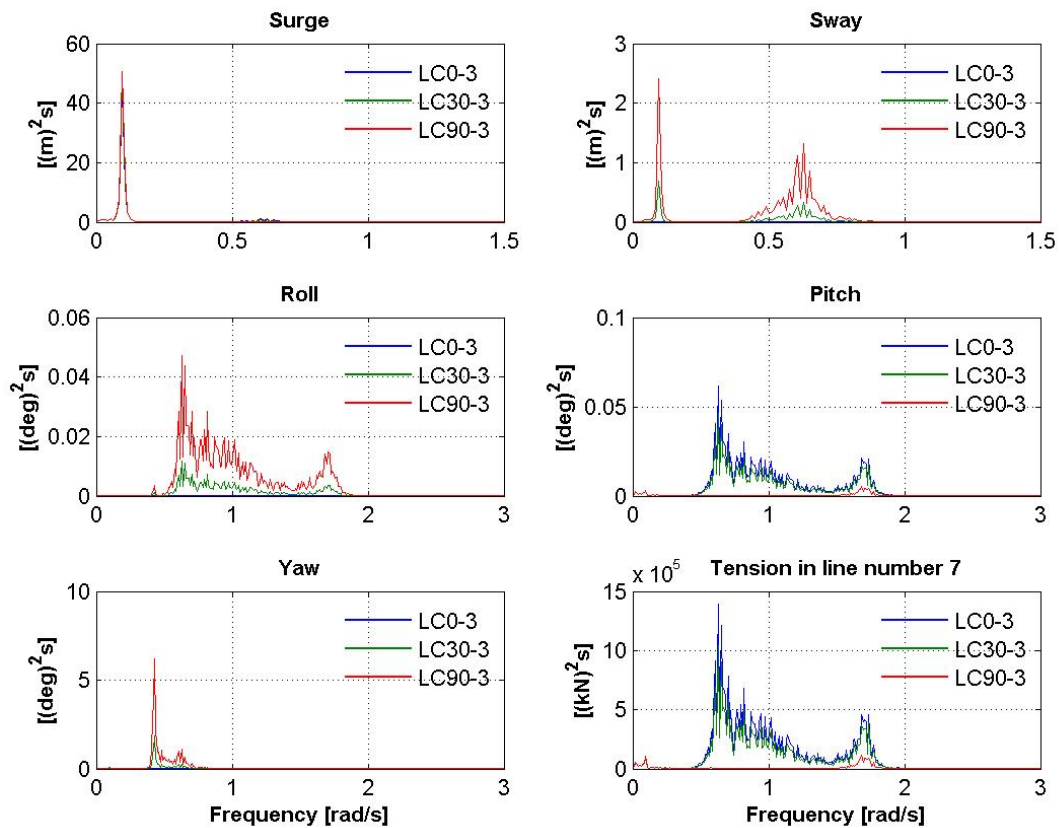 Surge
60
40
20
0
0
0.5
1
1.5
[(m)²s]
LC0-3
LC30-3
LC90-3
Sway
3
2
1
0
0
0.5
1
1.5
[(m)²s]
LC0-3
LC30-3
LC90-3
Roll
0.06
0.04
0.02
0
0
1
2
3
[(deg)²s]
LC0-3
LC30-3
LC90-3
Pitch
0.1
0.05
0
0
1
2
3
[(deg)²s]
LC0-3
LC30-3
LC90-3
Yaw
10
5
0
0
1
2
3
[(deg)²s]
LC0-3
LC30-3
LC90-3
Frequency [rad/s]
Tension in line number 7
x 10⁵
15
10
5
0
0
1
2
3
[(kN)²s]
LC0-3
LC30-3
LC90-3
Frequency [rad/s]